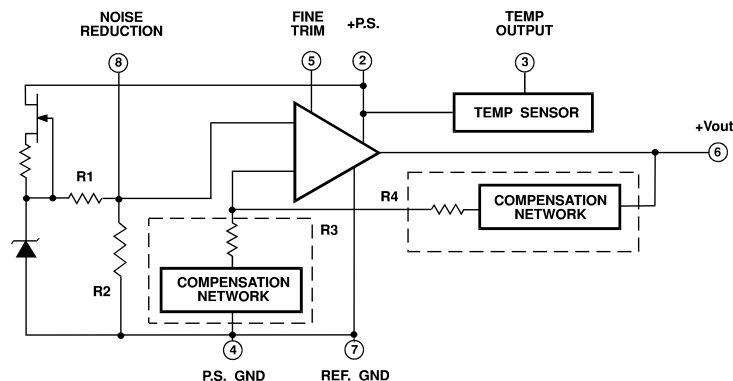 NOISE
REDUCTION
FINE
TRIM
+P.S.
TEMP
OUTPUT
8
5
2
3
TEMP SENSOR
+Vout
6
R1
R4
COMPENSATION
NETWORK
R3
R2
COMPENSATION
NETWORK
4
7
P.S. GND
REF. GND